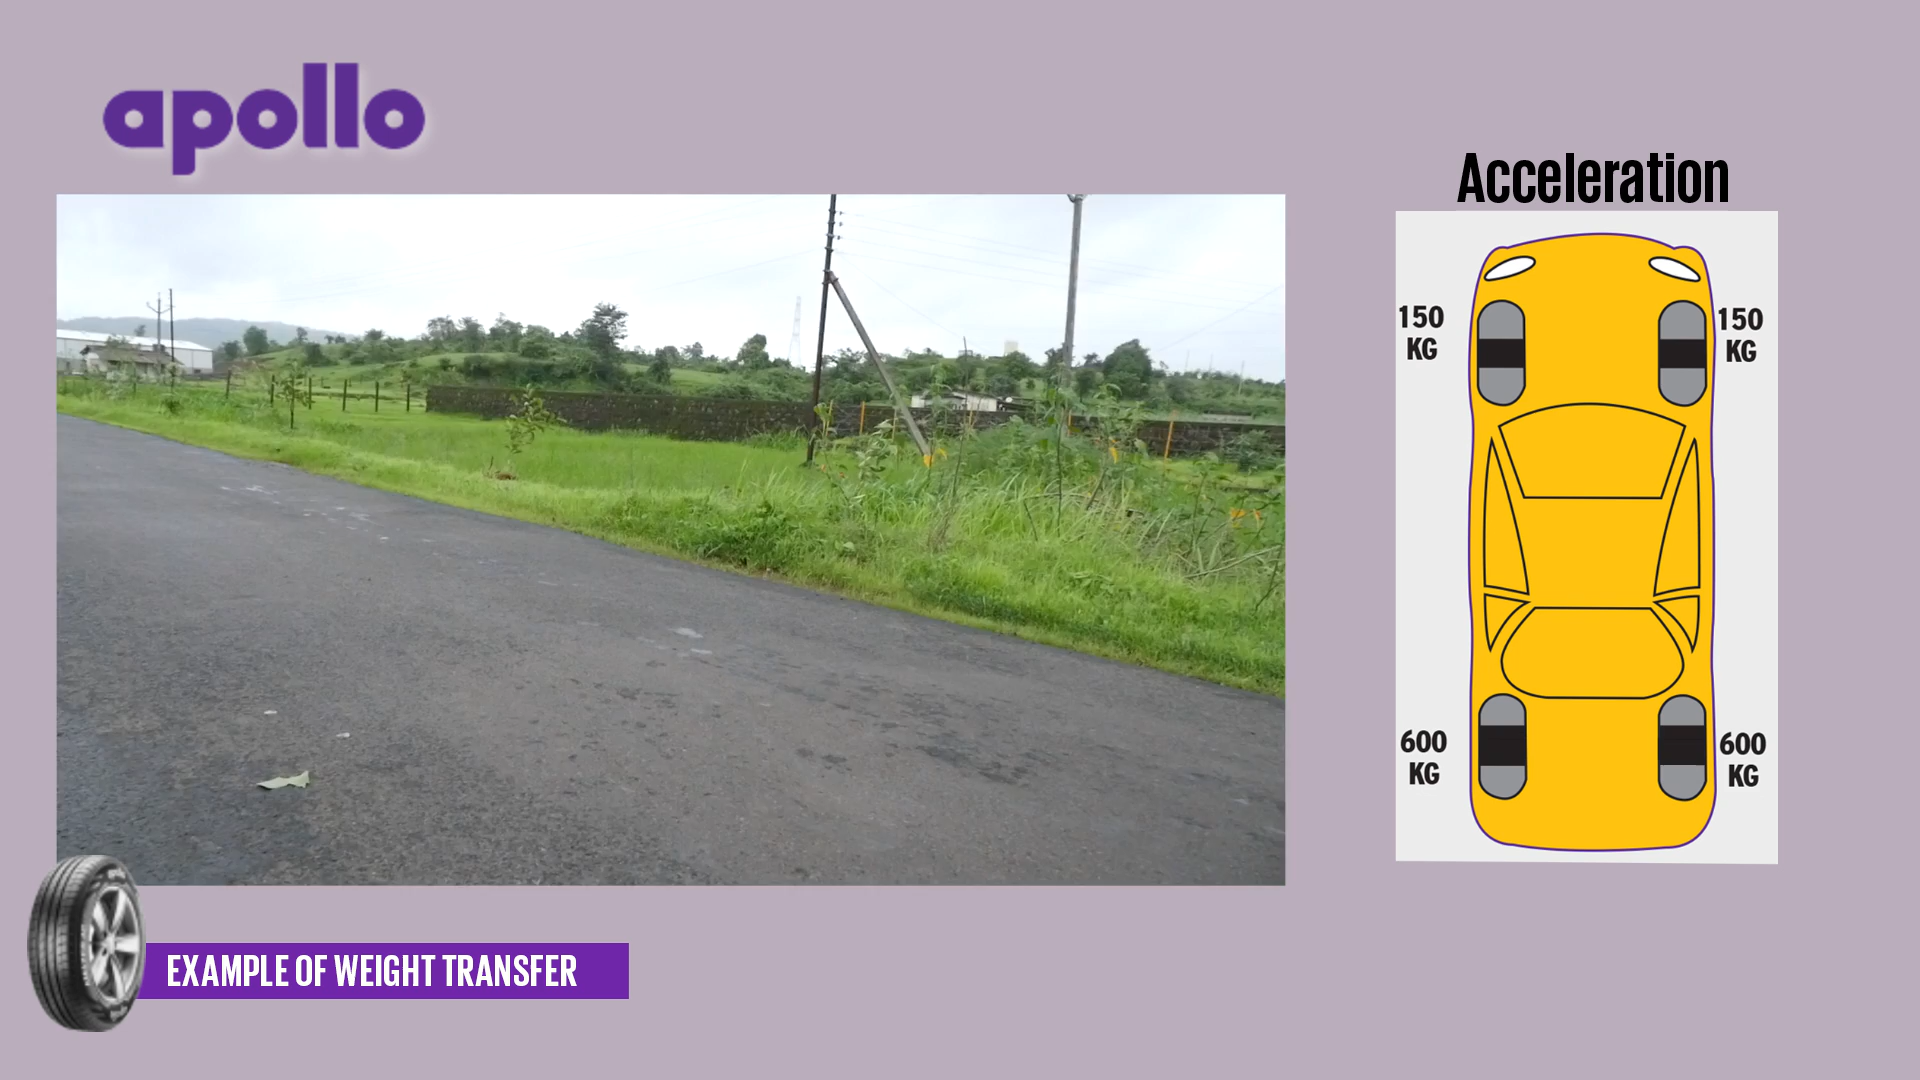 apollo
Acceleration
150
KG
150
KG
600
KG
600
KG
EXAMPLE OF WEIGHT TRANSFER